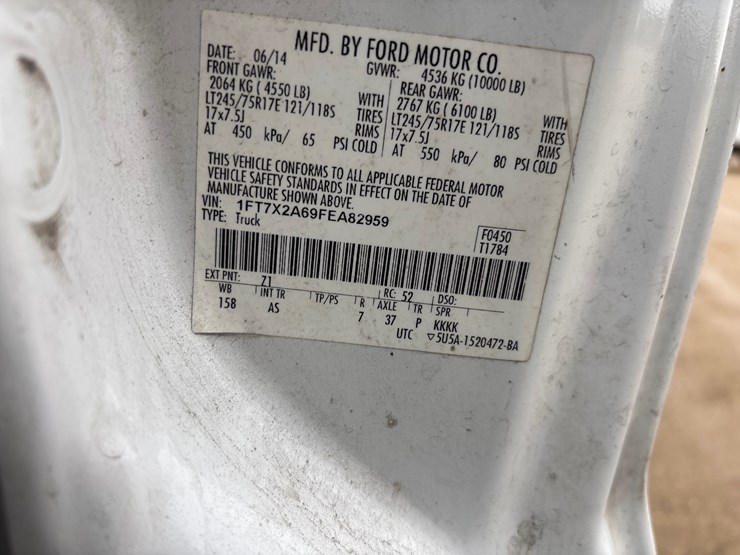 MFD. BY FORD MOTOR CO.
DATE: 06/14 GVWR: 4536 KG (10000 LB)
FRONT GAWR: REAR GAWR:
2064 KG ( 4550 LB) WITH 2767 KG ( 6100 LB) WITH
LT245/75R17E 121/118S TIRES LT245/75R17E 121/118S TIRES
17x7.5J RIMS 17x7.5J RIMS
AT 450 kPa/ 65 PSI COLD AT 550 kPa/ 80 PSI COLD
THIS VEHICLE CONFORMS TO ALL APPLICABLE FEDERAL MOTOR
VEHICLE SAFETY STANDARDS IN EFFECT ON THE DATE OF
MANUFACTURE SHOWN ABOVE.
VIN: 1FT7X2A69FEA82959
TYPE: Truck
F0450
T1784
EXT PNT: Z1 RC: 52 DSO:
WB INT TR TP/PS R AXLE TR SPR
158 AS 7 37 P KKKK
UTC ▽5U5A-1520472-BA